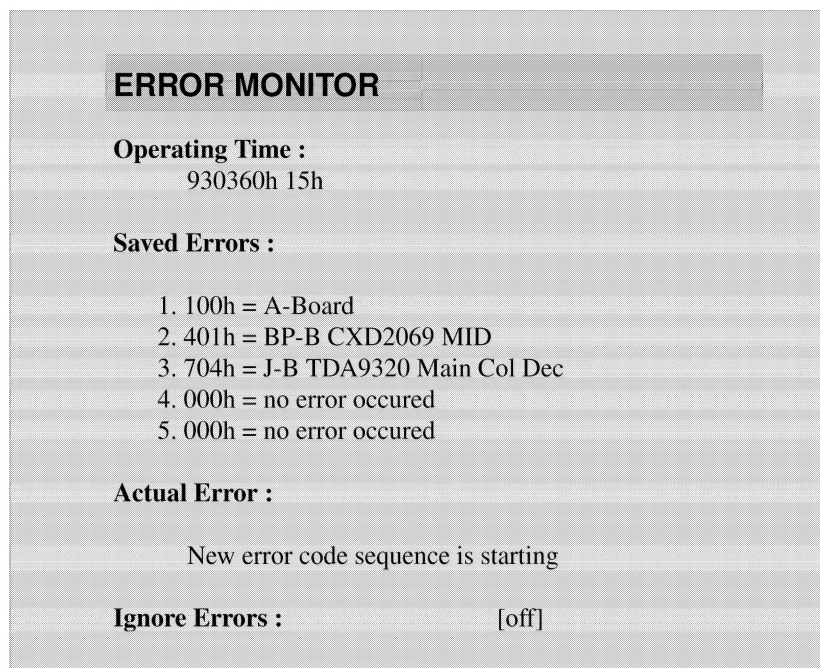 ERROR MONITOR
Operating Time :
930360h 15h
Saved Errors :
1. 100h = A-Board
2. 401h = BP-B CXD2069 MID
3. 704h = J-B TDA9320 Main Col Dec
4. 000h = no error occured
5. 000h = no error occured
Actual Error :
New error code sequence is starting
Ignore Errors : [off]